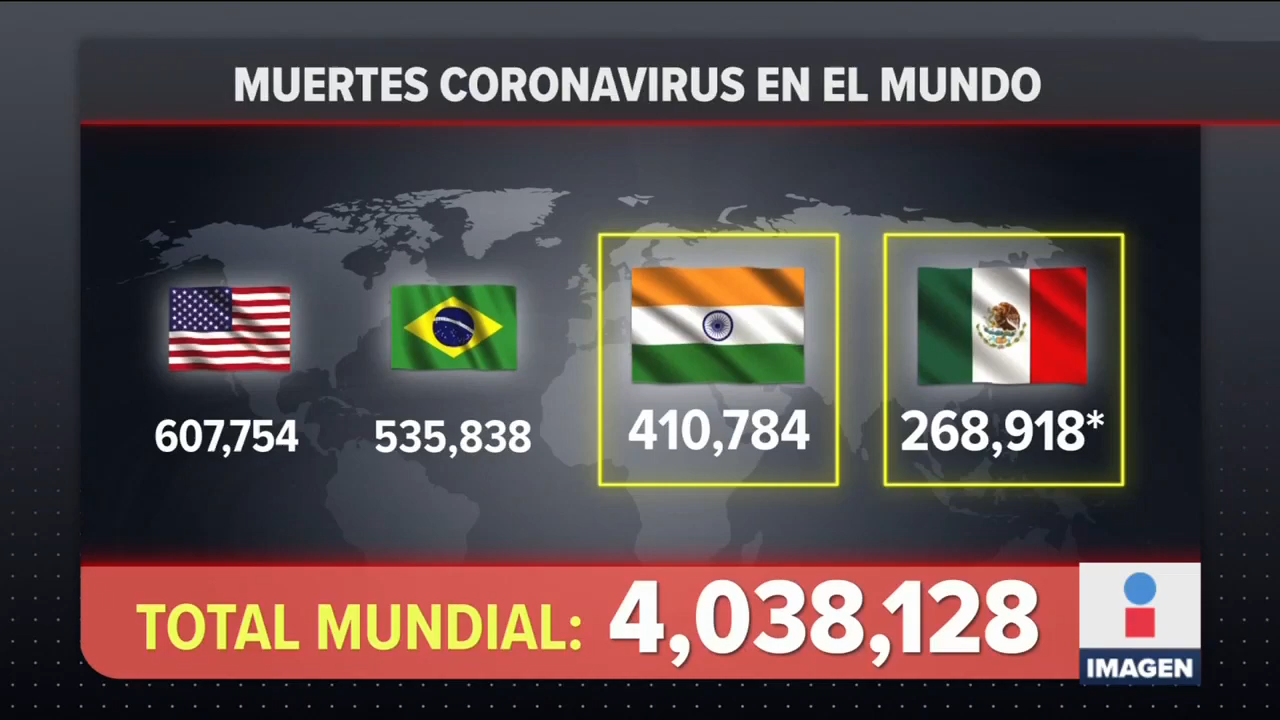 MUERTES CORONAVIRUS EN EL MUNDO
607,754
535,838
410,784
268,918*
TOTAL MUNDIAL: 4,038,128
IMAGEN